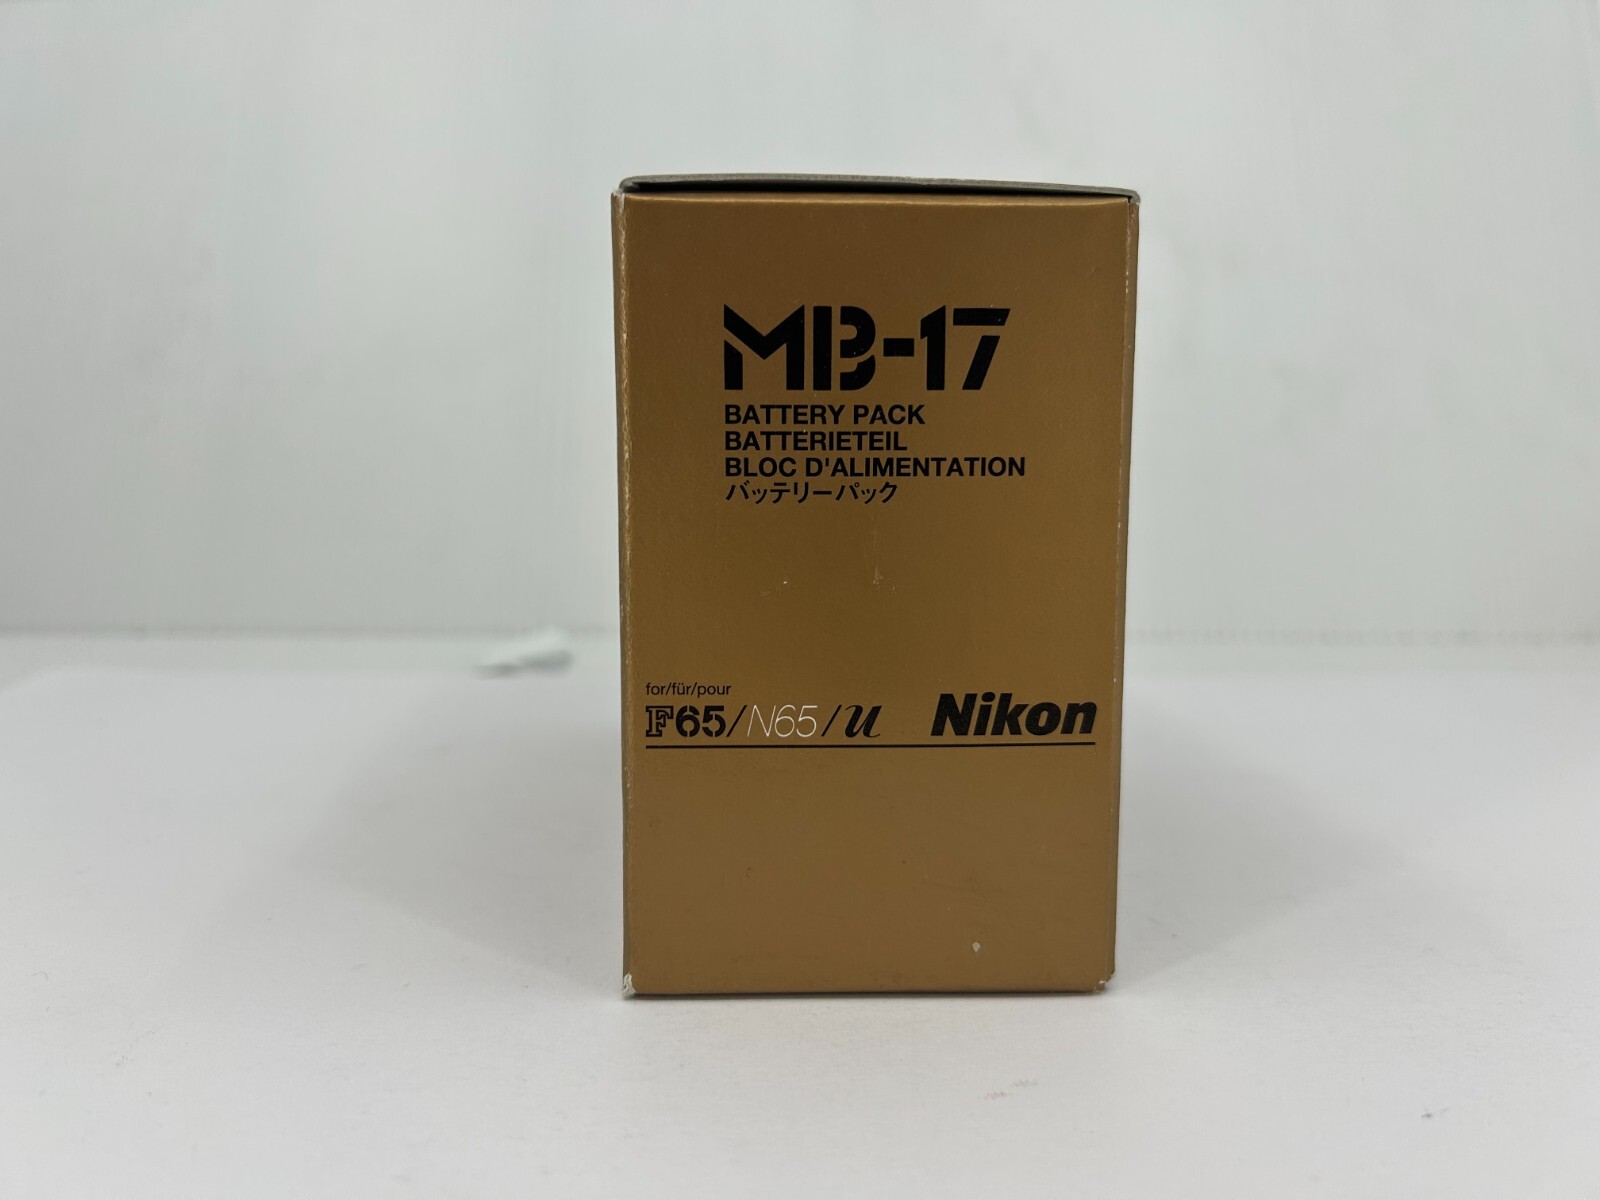 MB-17
BATTERY PACK
BATTERIETEIL
BLOC D'ALIMENTATION
バッテリーパック
for/für/pour
F65/N65/u Nikon